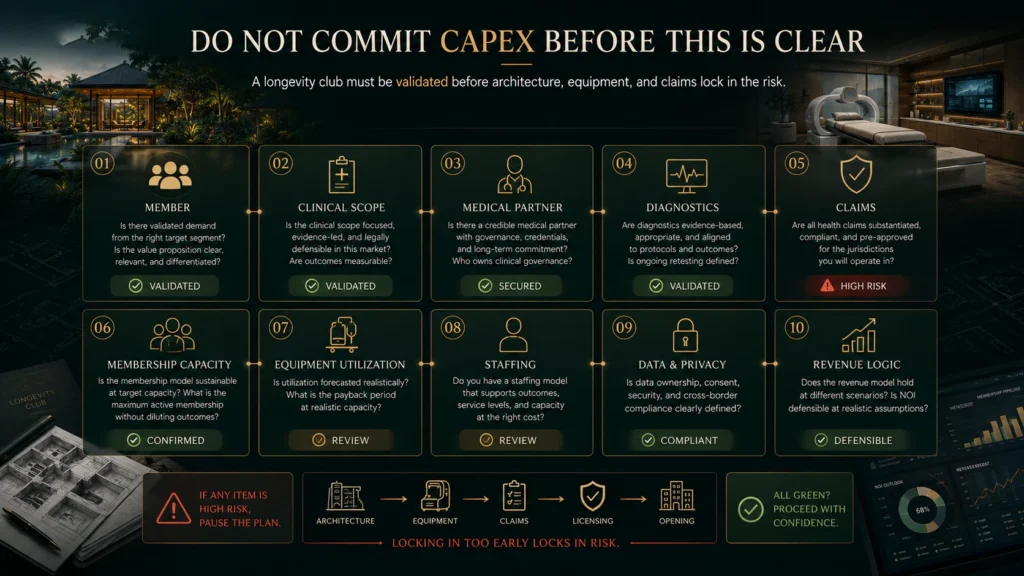 DO NOT COMMIT CAPEX BEFORE THIS IS CLEAR
A longevity club must be validated before architecture, equipment, and claims lock in the risk.
01
MEMBER
Is there validated demand
from the right target segment?
Is the value proposition clear,
relevant, and differentiated?
VALIDATED
02
CLINICAL SCOPE
Is the clinical scope focused,
evidence-led, and legally
defensible in this market?
Are outcomes measurable?
VALIDATED
03
MEDICAL PARTNER
Is there a credible medical partner
with governance, credentials,
and long-term commitment?
Who owns clinical governance?
SECURED
04
DIAGNOSTICS
Are diagnostics evidence-based,
appropriate, and aligned
to protocols and outcomes?
Is ongoing retesting defined?
VALIDATED
05
CLAIMS
Are all health claims substantiated,
compliant, and pre-approved
for the jurisdictions
you will operate in?
HIGH RISK
06
MEMBERSHIP CAPACITY
Is the membership model sustainable
at target capacity? What is the
maximum active membership
without diluting outcomes?
CONFIRMED
07
EQUIPMENT UTILIZATION
Is utilization forecasted realistically?
What is the payback period
at realistic capacity?
REVIEW
08
STAFFING
Do you have a staffing model
that supports outcomes,
service levels, and capacity
at the right cost?
REVIEW
09
DATA & PRIVACY
Is data ownership, consent,
security, and cross-border
compliance clearly defined?
COMPLIANT
10
REVENUE LOGIC
Does the revenue model hold
at different scenarios? Is NOI
defensible at realistic assumptions?
DEFENSIBLE
LONGEVITY
CLUB
IF ANY ITEM IS
HIGH RISK,
PAUSE THE PLAN.
ARCHITECTURE
EQUIPMENT
CLAIMS
LICENSING
OPENING
LOCKING IN TOO EARLY LOCKS IN RISK.
ALL GREEN?
PROCEED WITH
CONFIDENCE.
MEMBERSHIP PIPELINE
NOI OUTLOOK
68%